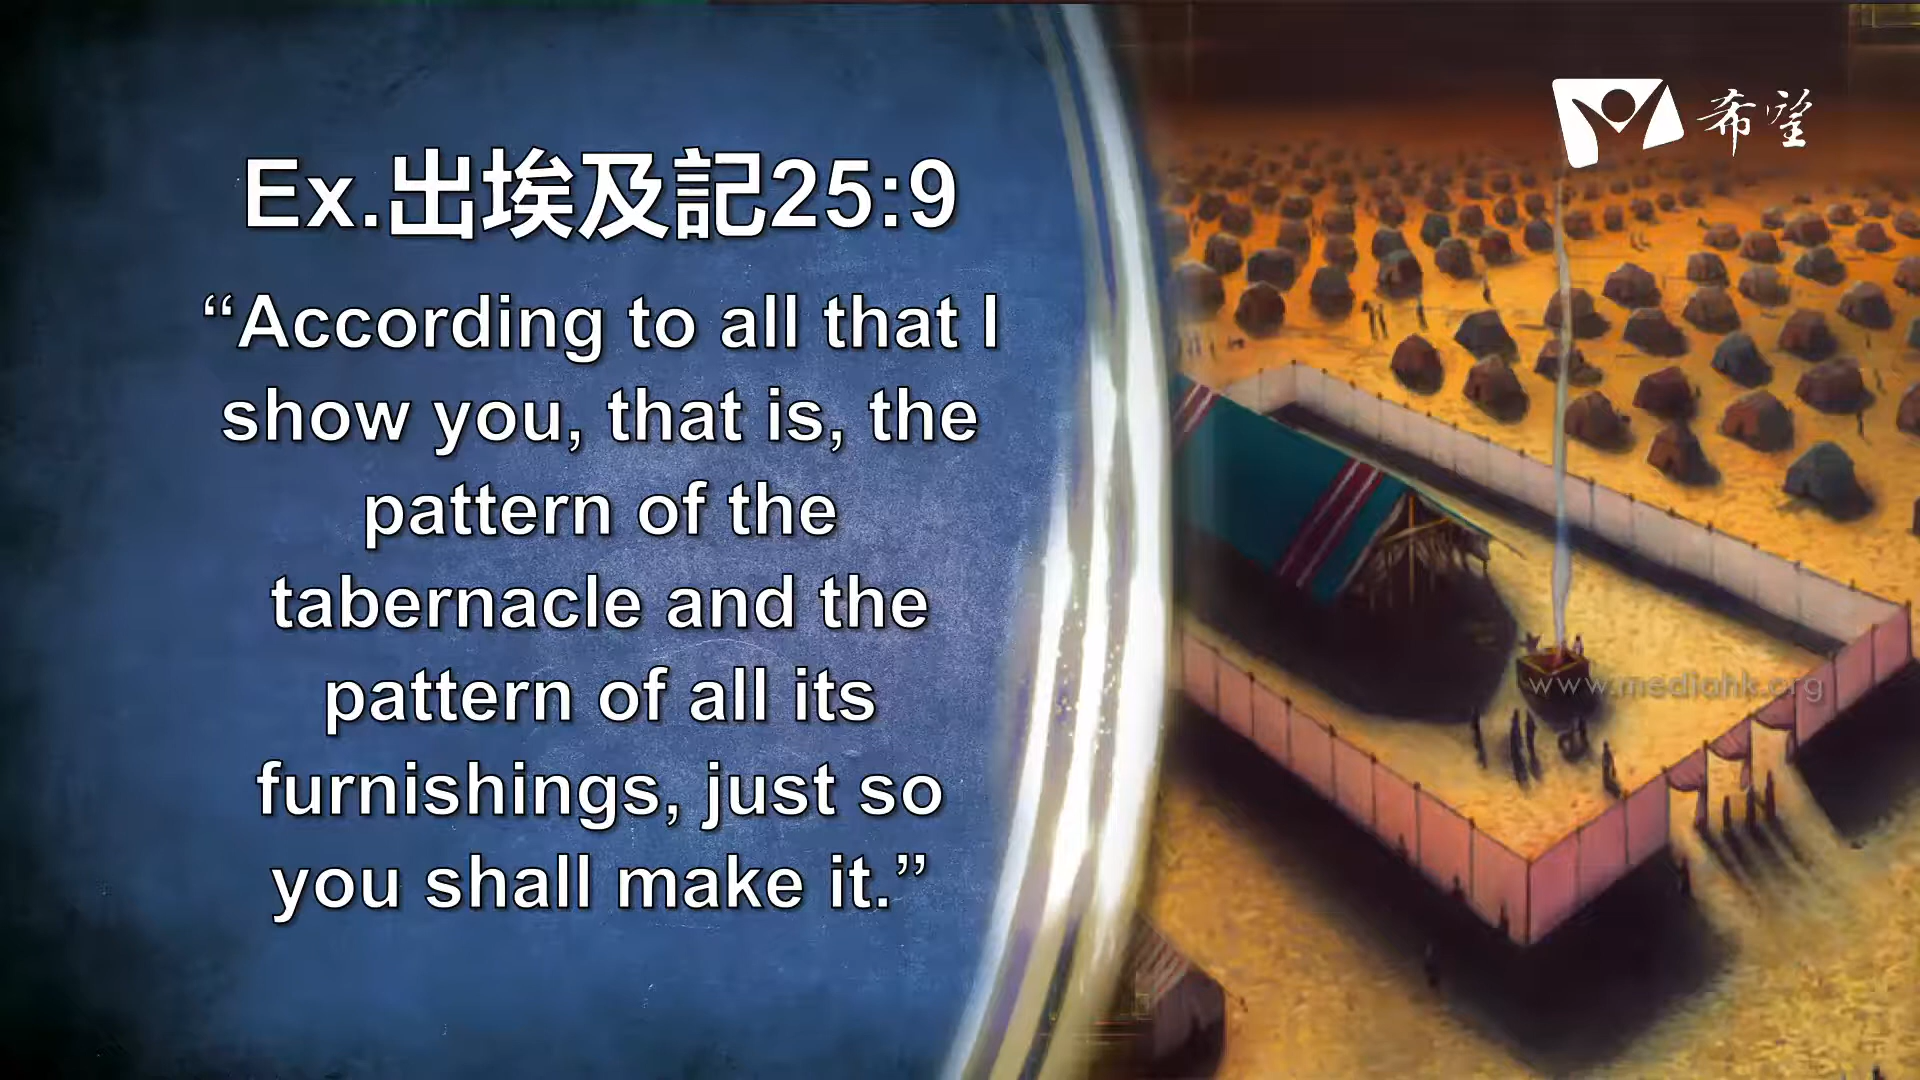 希望
Ex.出埃及記25:9
“According to all that I
show you, that is, the
pattern of the
tabernacle and the
pattern of all its
furnishings, just so
you shall make it.”
www.mediahk.org